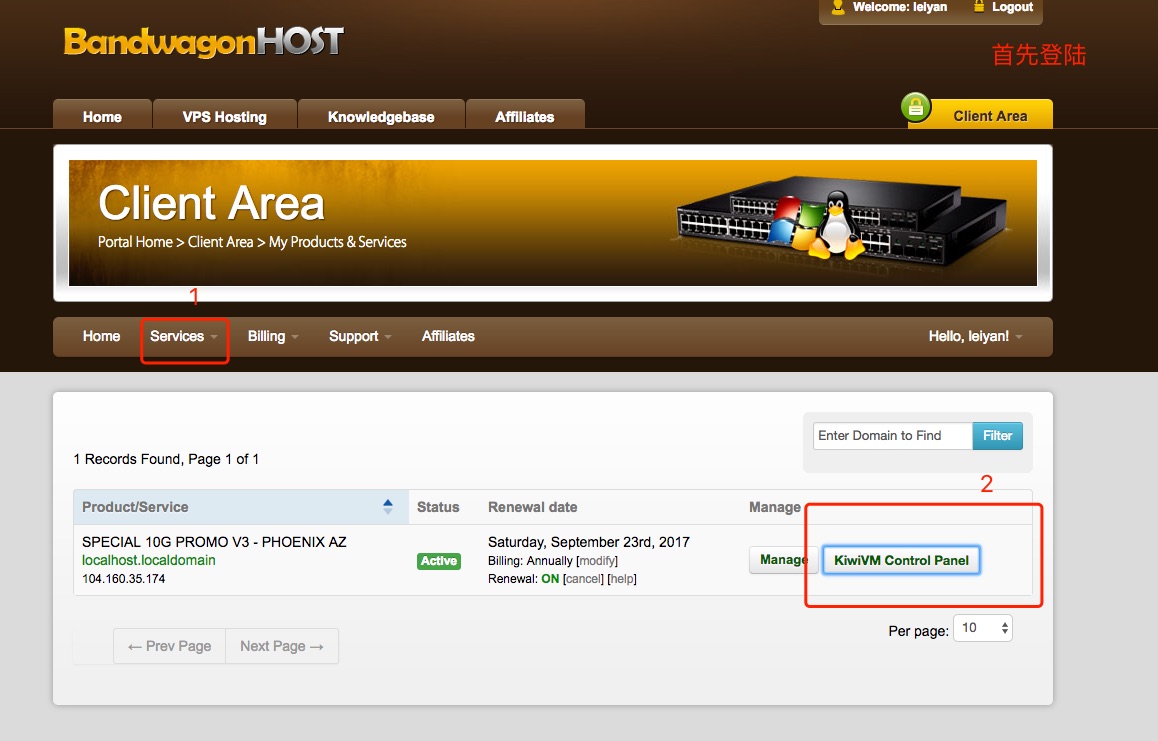 Welcome: leiyan Logout
BandwagonHOST
首先登陆
Home VPS Hosting Knowledgebase Affiliates Client Area
Client Area
Portal Home > Client Area > My Products & Services
1
Home Services Billing Support Affiliates Hello, leiyan!
Enter Domain to Find Filter
1 Records Found, Page 1 of 1
2
Product/Service Status Renewal date Manage
SPECIAL 10G PROMO V3 - PHOENIX AZ
localhost.localdomain
104.160.35.174
Active
Saturday, September 23rd, 2017
Billing: Annually [modify]
Renewal: ON [cancel] [help]
Manage KiwiVM Control Panel
Per page: 10
← Prev Page Next Page →